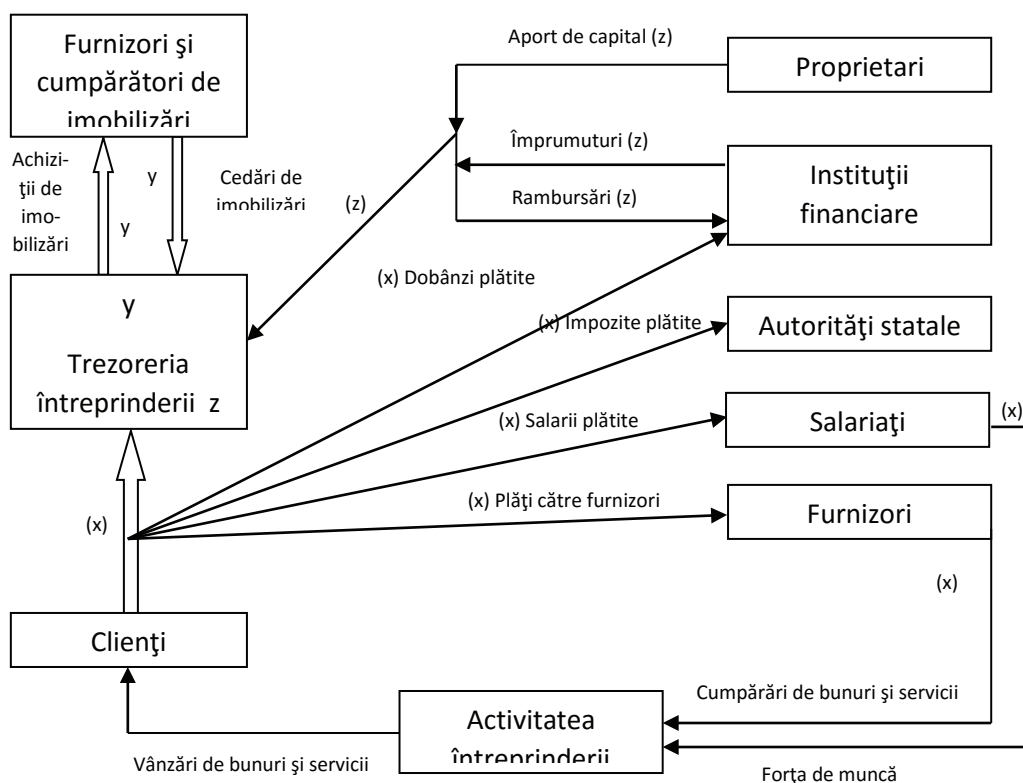 Furnizori şi
cumpărători de
imobilizări
Aport de capital (z)
Proprietari
Împrumuturi (z)
Rambursări (z)
Instituţii
financiare
Achizi-
ţii de
imo-
bilizări
y
y
Cedări de
imobilizări
(z)
(x) Dobânzi plătite
y
Trezoreria
întreprinderii z
(x) Impozite plătite
Autorităţi statale
(x) Salarii plătite
Salariaţi
(x)
(x) Plăţi către furnizori
Furnizori
(x)
(x)
Clienţi
Cumpărări de bunuri şi servicii
Activitatea
întreprinderii
Vânzări de bunuri şi servicii
Forţa de muncă